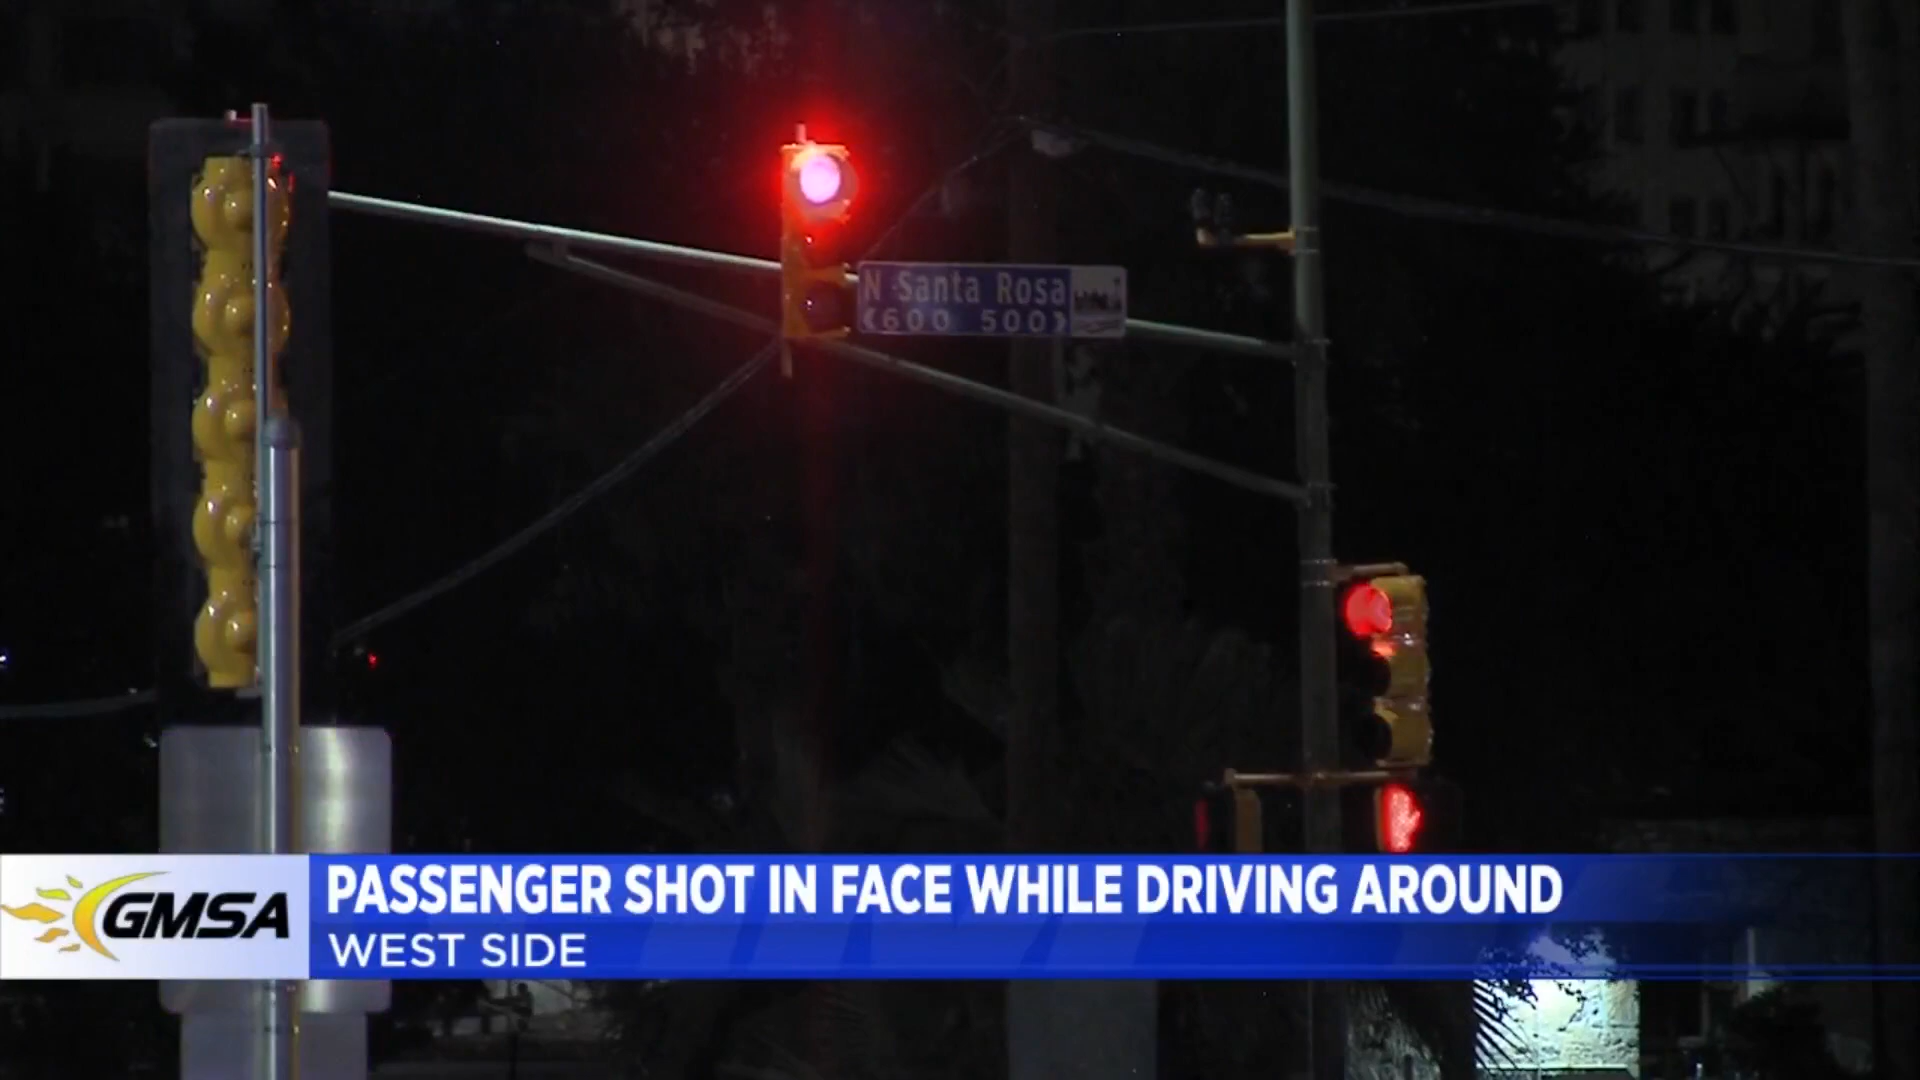 N Santa Rosa
<600 500>
GMSA
PASSENGER SHOT IN FACE WHILE DRIVING AROUND
WEST SIDE